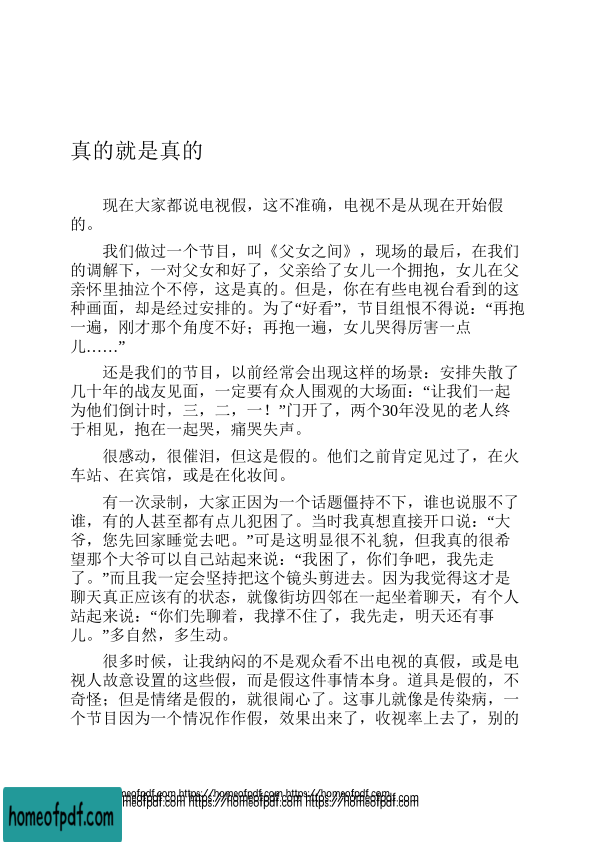 真的就是真的
现在大家都说电视假，这不准确，电视不是从现在开始假
的。
我们做过一个节目，叫《父女之间》，现场的最后，在我们
的调解下，一对父女和好了，父亲给了女儿一个拥抱，女儿在父
亲怀里抽泣个不停，这是真的。但是，你在有些电视台看到的这
种画面，却是经过安排的。为了“好看”，节目组恨不得说：“再抱
一遍，刚才那个角度不好；再抱一遍，女儿哭得厉害一点
儿……”
还是我们的节目，以前经常会出现这样的场景：安排失散了
几十年的战友见面，一定要有众人围观的大场面：“让我们一起
为他们倒计时，三，二，一！”门开了，两个30年没见的老人终
于相见，抱在一起哭，痛哭失声。
很感动，很催泪，但这是假的。他们之前肯定见过了，在火
车站、在宾馆，或是在化妆间。
有一次录制，大家正因为一个话题僵持不下，谁也说服不了
谁，有的人甚至都有点儿犯困了。当时我真想直接开口说：“大
爷，您先回家睡觉去吧。”可是这明显很不礼貌，但我真的很希
望那个大爷可以自己站起来说：“我困了，你们争吧，我先走
了。”而且我一定会坚持把这个镜头剪进去。因为我觉得这才是
聊天真正应该有的状态，就像街坊四邻在一起坐着聊天，有个人
站起来说：“你们先聊着，我撑不住了，我先走，明天还有事
儿。”多自然，多生动。
很多时候，让我纳闷的不是观众看不出电视的真假，或是电
视人故意设置的这些假，而是假这件事情本身。道具是假的，不
奇怪；但是情绪是假的，就很闹心了。这事儿就像是传染病，一
个节目因为一个情况作作假，效果出来了，收视率上去了，别的
homeofpdf.com https://homeofpdf.com https://homeofpdf.com
homeofpdf.com https://homeofpdf.com https://homeofpdf.com
homeofpdf.com